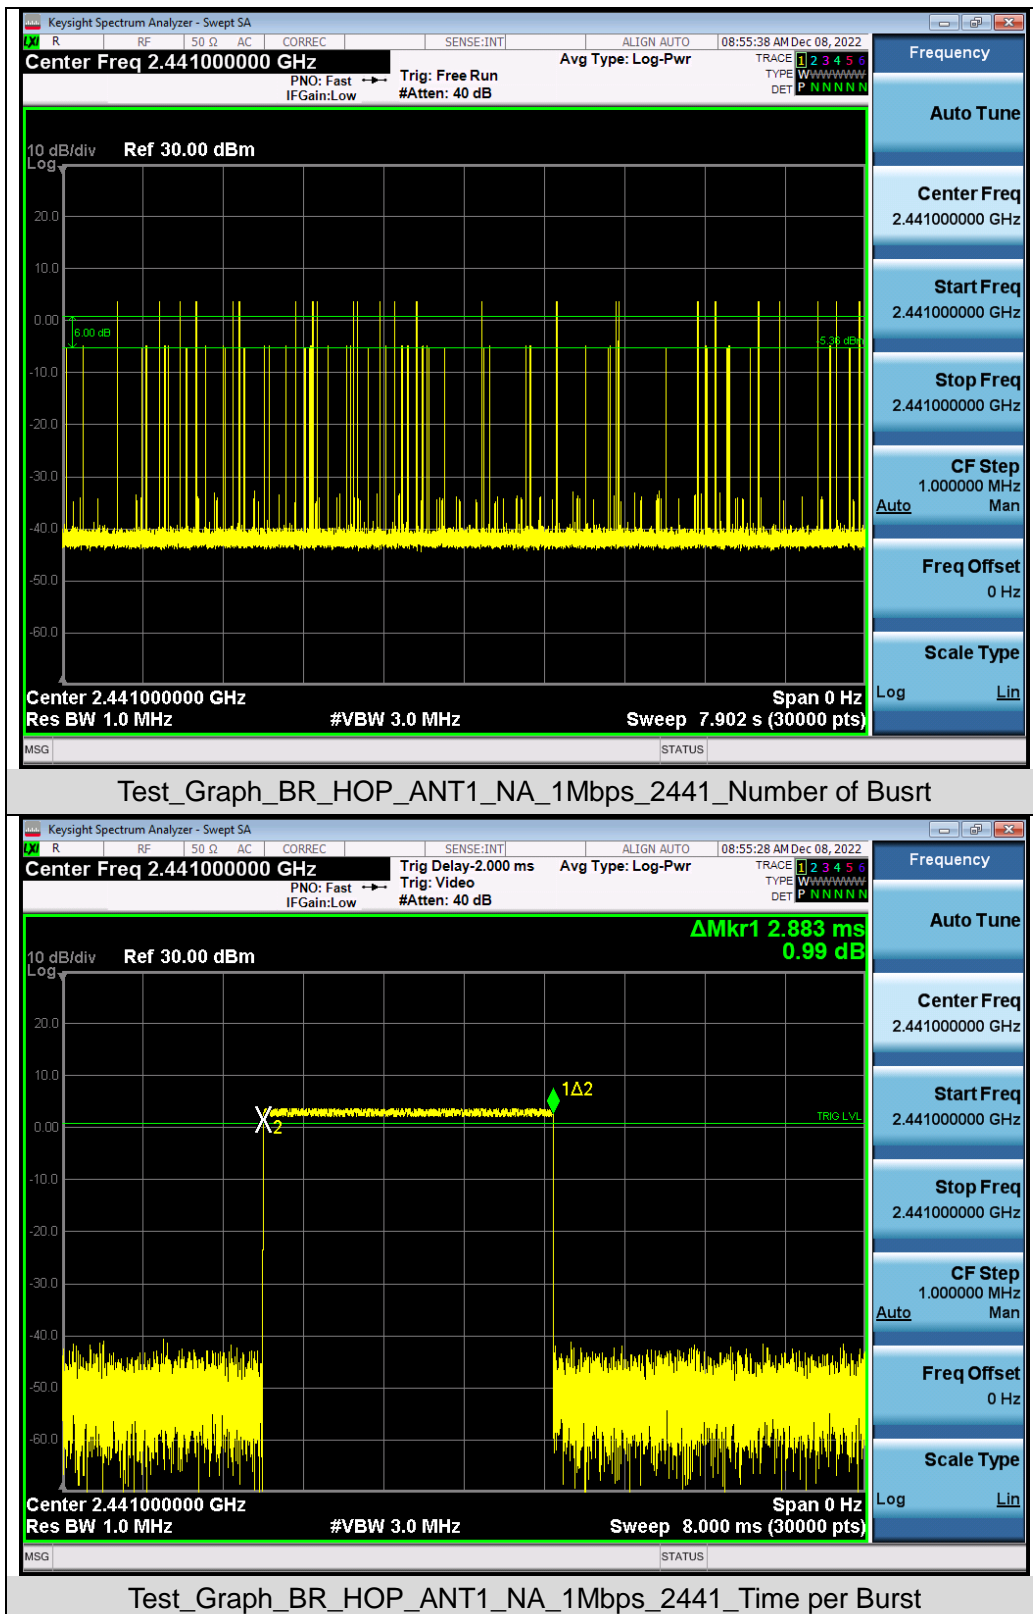 Keysight Spectrum Analyzer - Swept SA
LXI R RF 50 Ω AC CORREC SENSE:INT ALIGN AUTO 08:55:38 AM Dec 08, 2022
Center Freq 2.441000000 GHz
PNO: Fast
IFGain:Low
Trig: Free Run
#Atten: 40 dB
Avg Type: Log-Pwr
TRACE 1 2 3 4 5 6
TYPE WWWWWW
DET P N N N N N
Frequency
Auto Tune
Center Freq
2.441000000 GHz
Start Freq
2.441000000 GHz
Stop Freq
2.441000000 GHz
CF Step
1.000000 MHz
Auto Man
Freq Offset
0 Hz
Scale Type
Log Lin
10 dB/div Ref 30.00 dBm
Log
20.0
10.0
0.00
6.00 dB
-5.36 dBm
-10.0
-20.0
-30.0
-40.0
-50.0
-60.0
Center 2.441000000 GHz Span 0 Hz
Res BW 1.0 MHz #VBW 3.0 MHz Sweep 7.902 s (30000 pts)
MSG STATUS
Test_Graph_BR_HOP_ANT1_NA_1Mbps_2441_Number of Busrt
Keysight Spectrum Analyzer - Swept SA
LXI R RF 50 Ω AC CORREC SENSE:INT ALIGN AUTO 08:55:28 AM Dec 08, 2022
Center Freq 2.441000000 GHz
PNO: Fast
IFGain:Low
Trig Delay-2.000 ms
Trig: Video
#Atten: 40 dB
Avg Type: Log-Pwr
TRACE 1 2 3 4 5 6
TYPE WWWWWW
DET P N N N N N
Frequency
Auto Tune
Center Freq
2.441000000 GHz
Start Freq
2.441000000 GHz
Stop Freq
2.441000000 GHz
CF Step
1.000000 MHz
Auto Man
Freq Offset
0 Hz
Scale Type
Log Lin
ΔMkr1 2.883 ms
0.99 dB
10 dB/div Ref 30.00 dBm
Log
20.0
10.0
1Δ2
TRIG LVL
0.00
2
-10.0
-20.0
-30.0
-40.0
-50.0
-60.0
Center 2.441000000 GHz Span 0 Hz
Res BW 1.0 MHz #VBW 3.0 MHz Sweep 8.000 ms (30000 pts)
MSG STATUS
Test_Graph_BR_HOP_ANT1_NA_1Mbps_2441_Time per Burst